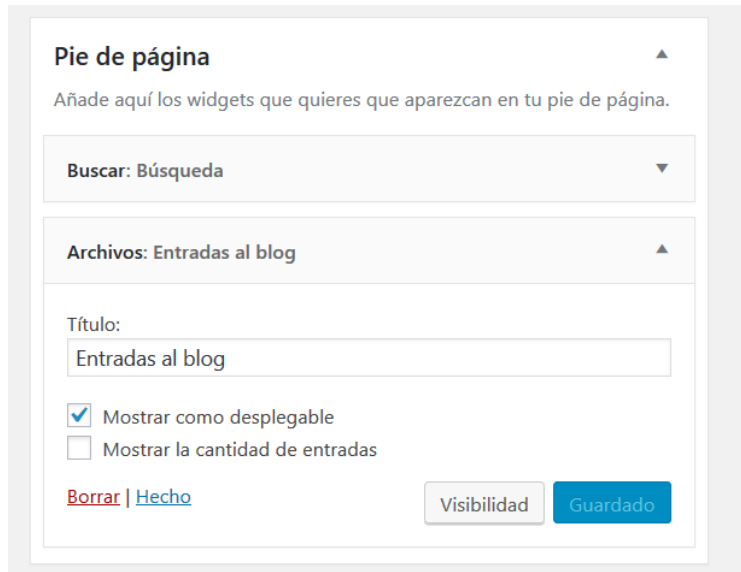 Pie de página
Añade aquí los widgets que quieres que aparezcan en tu pie de página.
Buscar: Búsqueda
Archivos: Entradas al blog
Título:
Entradas al blog
Mostrar como desplegable
Mostrar la cantidad de entradas
Borrar | Hecho
Visibilidad
Guardado